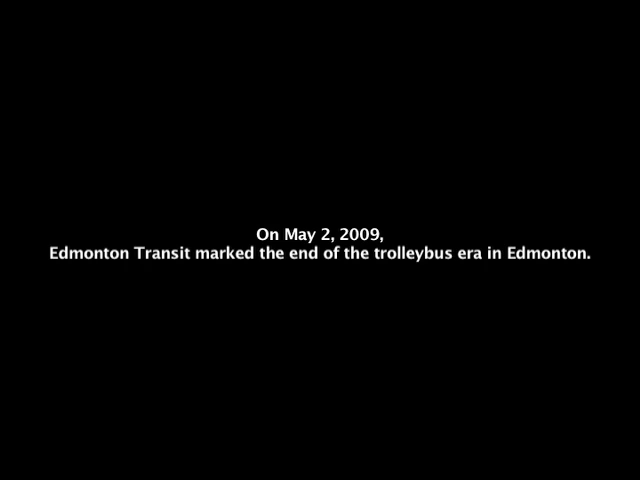 On May 2, 2009,
Edmonton Transit marked the end of the trolleybus era in Edmonton.